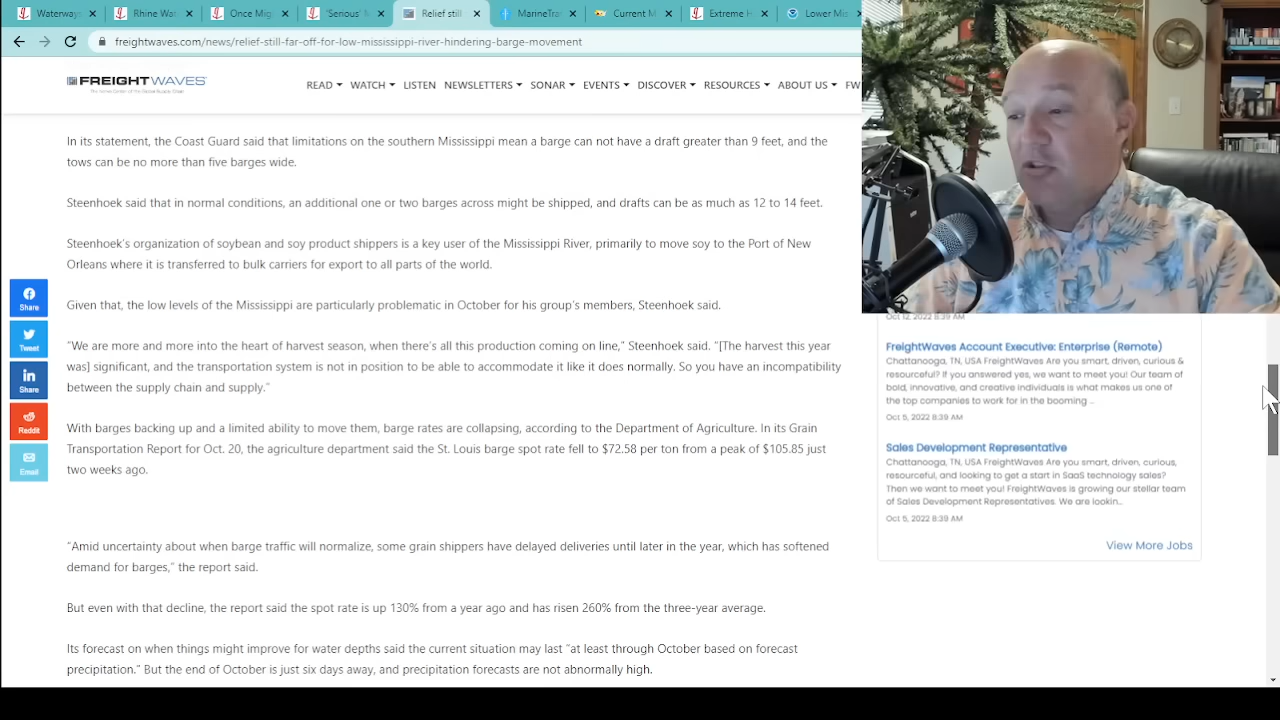 Waterway
Rhine Wa
Once Mig
'Serious'
Relief still
MarineTra
Current M
Extreme H
Lower Mis
freightwaves.com/news/relief-still-far-off-for-low-mississippi-river-hindering-barge-movement
FREIGHTWAVES
READ WATCH LISTEN NEWSLETTERS SONAR EVENTS DISCOVER RESOURCES ABOUT US FW
In its statement, the Coast Guard said that limitations on the southern Mississippi mean a barge can not have a draft greater than 9 feet, and the
tows can be no more than five barges wide.
Steenhoek said that in normal conditions, an additional one or two barges across might be shipped, and drafts can be as much as 12 to 14 feet.
Steenhoek's organization of soybean and soy product shippers is a key user of the Mississippi River, primarily to move soy to the Port of New
Orleans where it is transferred to bulk carriers for export to all parts of the world.
Given that, the low levels of the Mississippi are particularly problematic in October for his group's members, Steenhoek said.
"We are more and more into the heart of harvest season, when there's all this production coming on line," Steenhoek said. "[The harvest this year
was] significant, and the transportation system is not in position to be able to accommodate it like it does normally. So you have an incompatibility
between the supply chain and supply."
With barges backing up and a limited ability to move them, barge rates are collapsing, according to the Department of Agriculture. In its Grain
Transportation Report for Oct. 20, the agriculture department said the St. Louis barge spot rate fell to $72.58 per ton from a peak of $105.85 just
two weeks ago.
"Amid uncertainty about when barge traffic will normalize, some grain shippers have delayed deliveries until later in the year, which has softened
demand for barges," the report said.
But even with that decline, the report said the spot rate is up 130% from a year ago and has risen 260% from the three-year average.
Its forecast on when things might improve for water depths said the current situation may last "at least through October based on forecast
precipitation." But the end of October is just six days away, and precipitation forecasts are not abnormally high.
Share
Tweet
Share
Reddit
Email
Oct 12, 2022 8:39 AM
FreightWaves Account Executive: Enterprise (Remote)
Chattanooga, TN, USA FreightWaves Are you smart, driven, curious &
resourceful? If you answered yes, we want to meet you! Our team of
bold, innovative, and creative individuals is what makes us one of
the top companies to work for in the booming ...
Oct 5, 2022 8:39 AM
Sales Development Representative
Chattanooga, TN, USA FreightWaves Are you smart, driven, curious,
resourceful, and looking to get a start in SaaS technology sales?
Then we want to meet you! FreightWaves is growing our stellar team
of Sales Development Representatives. We are lookin...
Oct 5, 2022 8:39 AM
View More Jobs